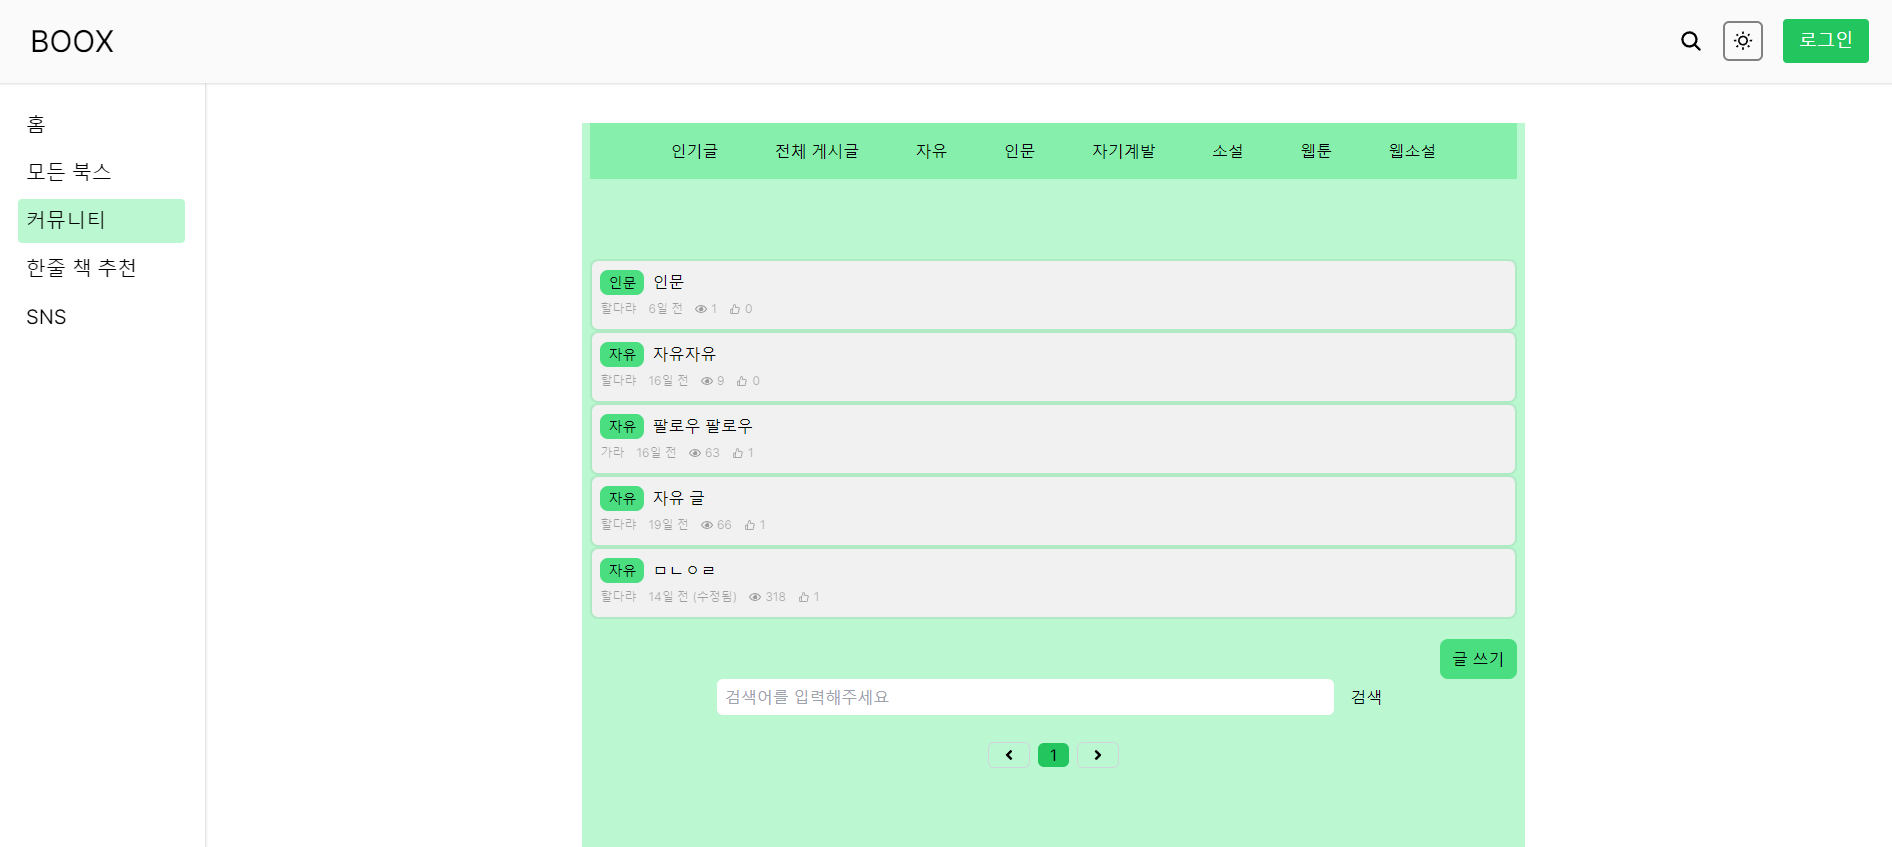 BOOX
로그인
홈
모든 북스
커뮤니티
한줄 책 추천
SNS
인기글 전체 게시글 자유 인문 자기계발 소설 웹툰 웹소설
인문 인문
할다랴 6일 전 1 0
자유 자유자유
할다랴 16일 전 9 0
자유 팔로우 팔로우
가라 16일 전 63 1
자유 자유 글
할다랴 19일 전 66 1
자유 ㅁㄴㅇㄹ
할다랴 14일 전 (수정됨) 318 1
글 쓰기
검색어를 입력해주세요 검색
1